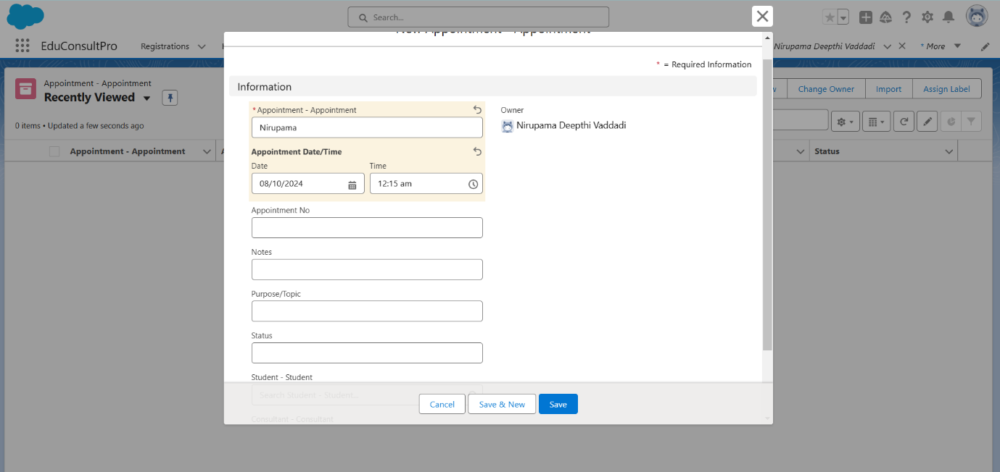 Search...
EduConsultPro
Registrations
Nirupama Deepthi Vaddadi
* More
New Appointment - Appointment
* = Required Information
Appointment - Appointment
Recently Viewed
Change Owner
Import
Assign Label
0 items • Updated a few seconds ago
Appointment - Appointment
Status
Information
*Appointment - Appointment
Nirupama
Owner
Nirupama Deepthi Vaddadi
Appointment Date/Time
Date
Time
08/10/2024
12:15 am
Appointment No
Notes
Purpose/Topic
Status
Student - Student
Search Student - Student...
Consultant - Consultant
Cancel
Save & New
Save